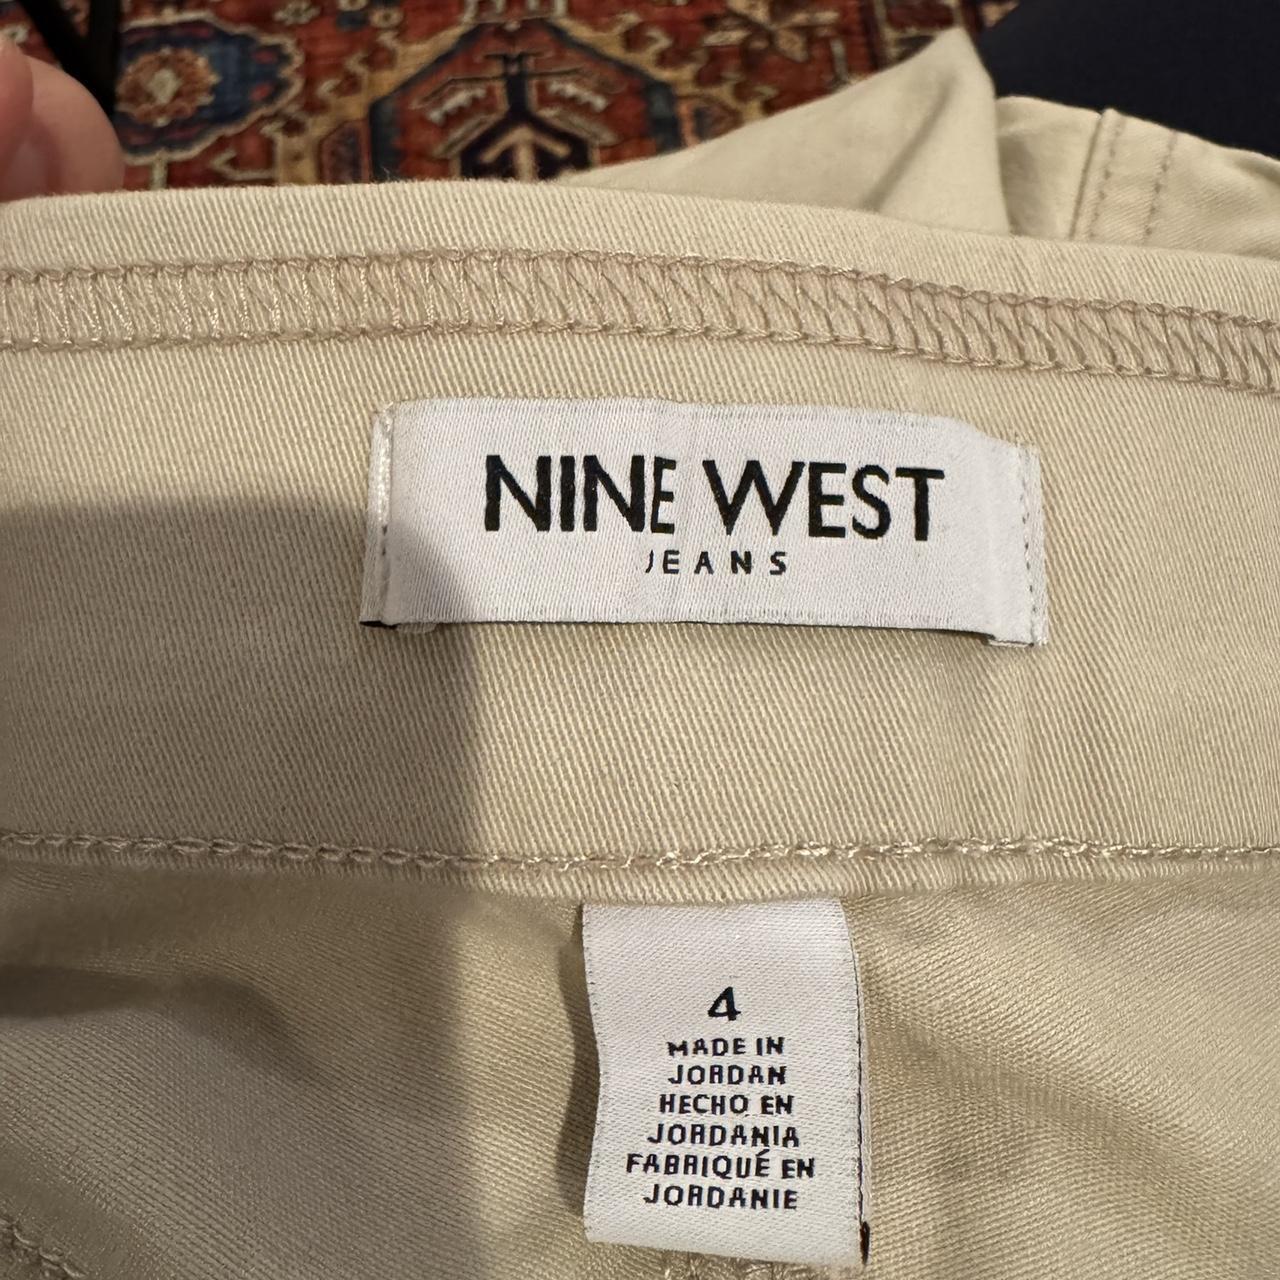 NINE WEST
JEANS
4
MADE IN
JORDAN
HECHO EN
JORDANIA
FABRIQUÉ EN
JORDANIE